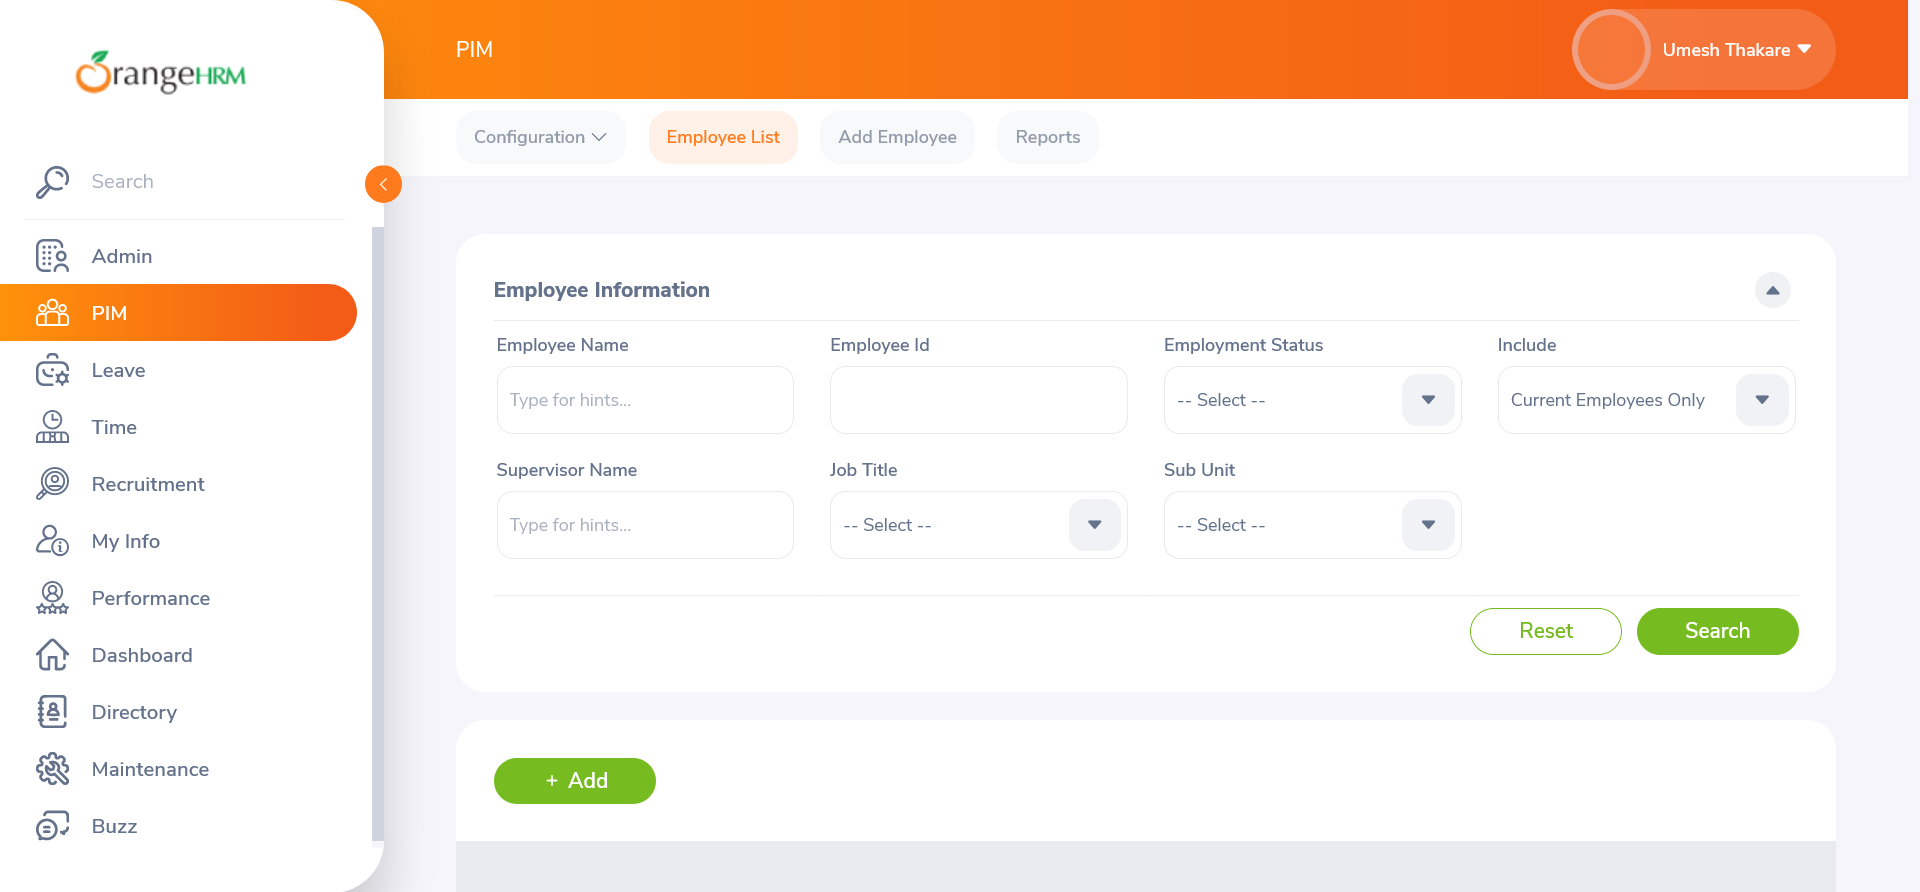 rangeHRM
PIM
Umesh Thakare
Configuration
Employee List
Add Employee
Reports
Search
Admin
PIM
Leave
Time
Recruitment
My Info
Performance
Dashboard
Directory
Maintenance
Buzz
Employee Information
Employee Name
Employee Id
Employment Status
Include
Type for hints...
-- Select --
Current Employees Only
Supervisor Name
Job Title
Sub Unit
Type for hints...
-- Select --
-- Select --
Reset
Search
+ Add